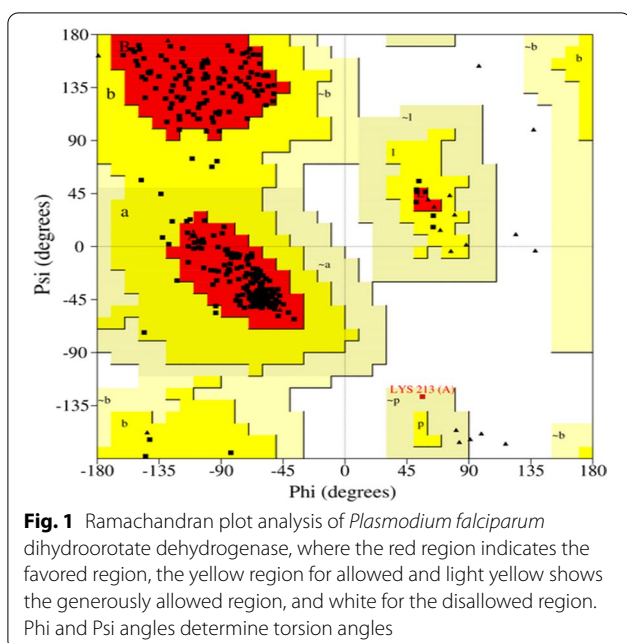 180
135
90
45
0
-45
-90
-135
-180
Psi (degrees)
B
b
~b
~b
b
~l
l
a
A
~a
LYS 213 (A)
~b
~p
b
p
~b
-180 -135 -90 -45 0 45 90 135 180
Phi (degrees)
Fig. 1 Ramachandran plot analysis of Plasmodium falciparum
dihydroorotate dehydrogenase, where the red region indicates the
favored region, the yellow region for allowed and light yellow shows
the generously allowed region, and white for the disallowed region.
Phi and Psi angles determine torsion angles